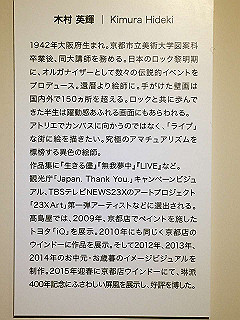 木村 英輝 | Kimura Hideki
1942年大阪府生まれ。京都市立美術大学図案科
卒業後、同大講師を務める。日本のロック黎明期
に、オルガナイザーとして数々の伝説的イベントを
プロデュース。還暦より絵師に。手がけた壁画は
国内外で150ヵ所を超える。ロックと共に歩んで
きた半生は躍動感あふれる画面にもあらわれる。
アトリエでカンバスに向かうのではなく、「ライブ」
な街に絵を描きたい。究極のアマチュアリズムを
標榜する異色の絵師。
作品集に「生きる儘」「無我夢中」「LIVE」など。
観光庁「Japan. Thank You.」キャンペーンビジュ
アル、TBSテレビNEWS23Xのアートプロジェクト
「23XArt」第一弾アーティストなどに選出される。
高島屋では、2009年、京都店でペイントを施した
トヨタ「iQ」を展示。2010年にも同じく京都店の
ウインドーに作品を展示。そして2012年、2013年、
2014年のお中元・お歳暮のイメージビジュアルを
制作。2015年迎春に京都店ウインドーにて、琳派
400年記念にふさわしい屏風を展示し、好評を博した。